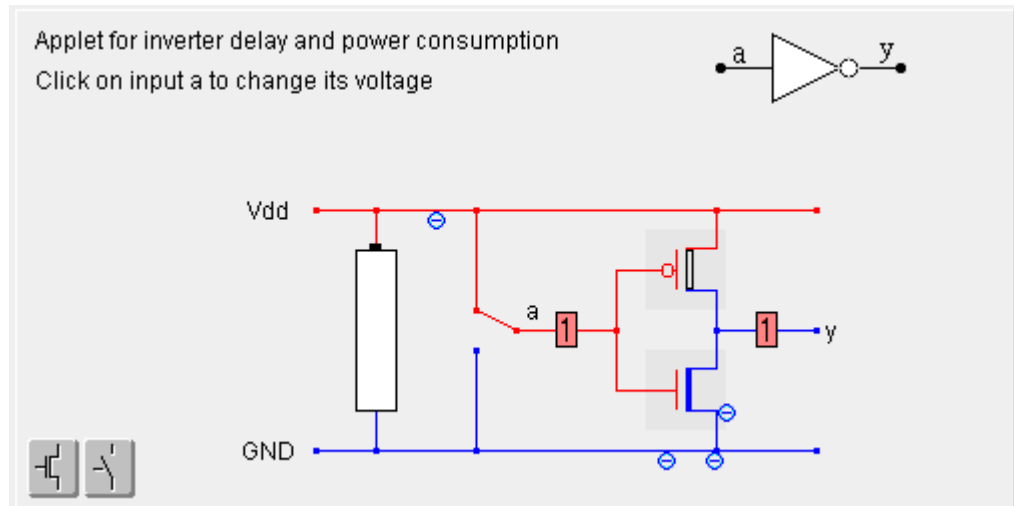 Applet for inverter delay and power consumption
Click on input a to change its voltage
a y
Vdd
a
1 1 y
GND